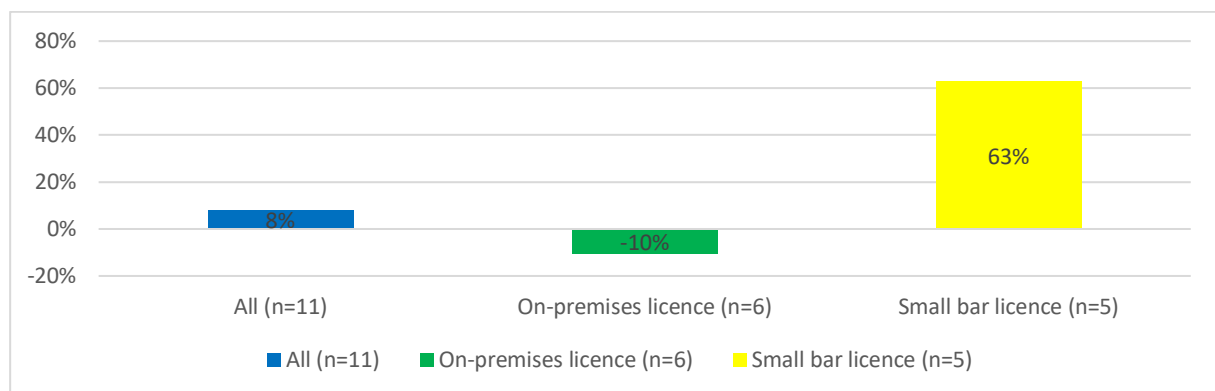 80%
60%
40%
20%
0%
-20%
8%
-10%
63%
All (n=11)
On-premises licence (n=6)
Small bar licence (n=5)
All (n=11) On-premises licence (n=6) Small bar licence (n=5)